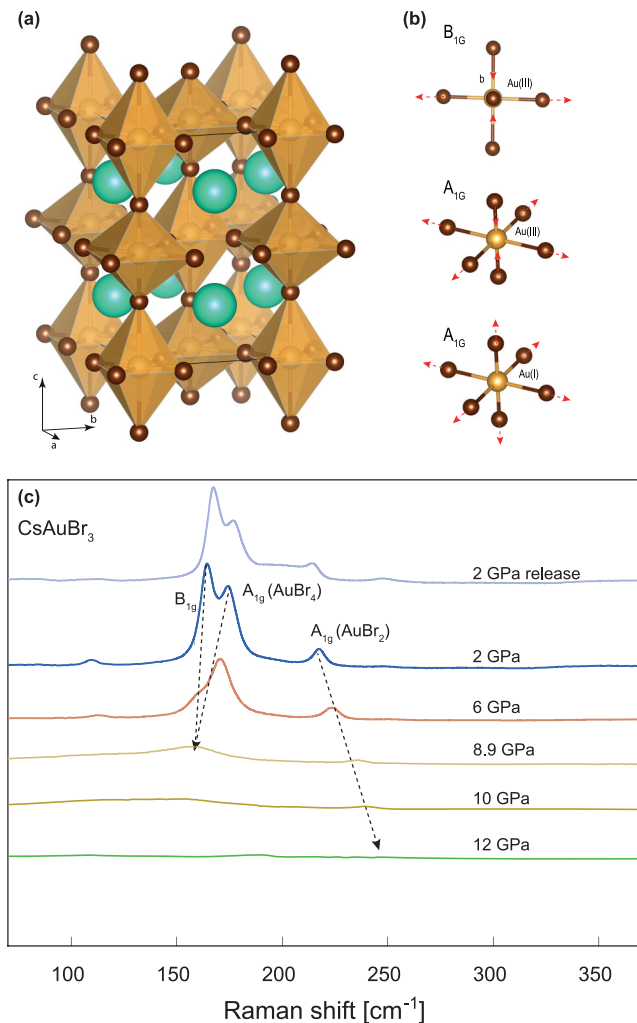 (a)
(b)
B1G
b
Au(III)
A1G
Au(III)
A1G
Au(I)
c
b
a
(c)
CsAuBr3
2 GPa release
B1g
A1g (AuBr4)
A1g (AuBr2)
2 GPa
6 GPa
8.9 GPa
10 GPa
12 GPa
100 150 200 250 300 350
Raman shift [cm-1]